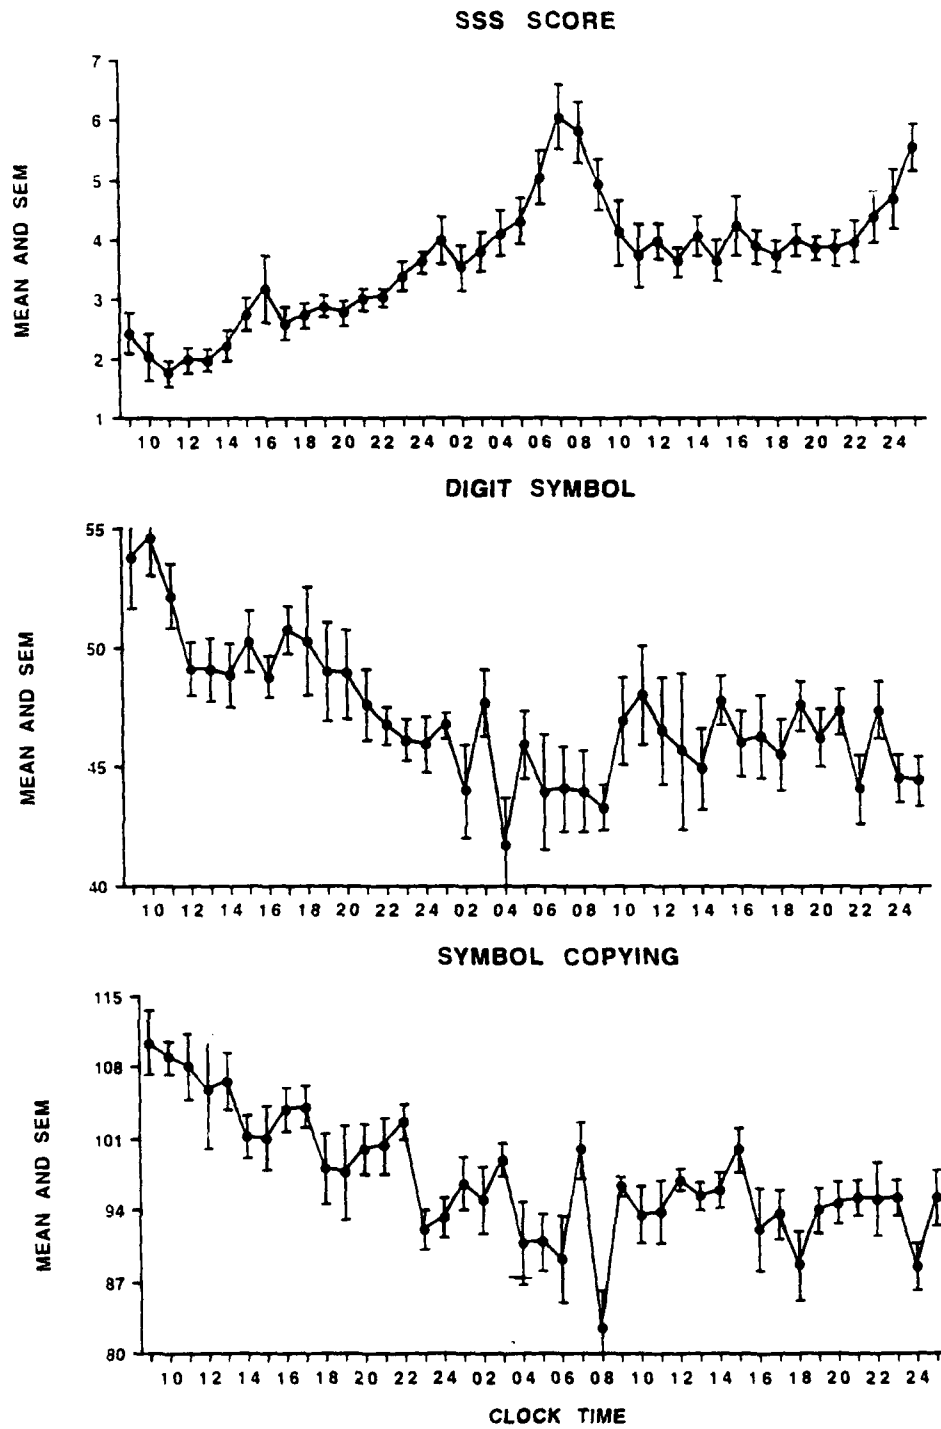 SSS SCORE
MEAN AND SEM
7
6
5
4
3
2
1
10 12 14 16 18 20 22 24 02 04 06 08 10 12 14 16 18 20 22 24
DIGIT SYMBOL
MEAN AND SEM
55
50
45
40
10 12 14 16 18 20 22 24 02 04 06 08 10 12 14 16 18 20 22 24
SYMBOL COPYING
MEAN AND SEM
115
108
101
94
87
80
10 12 14 16 18 20 22 24 02 04 06 08 10 12 14 16 18 20 22 24
CLOCK TIME